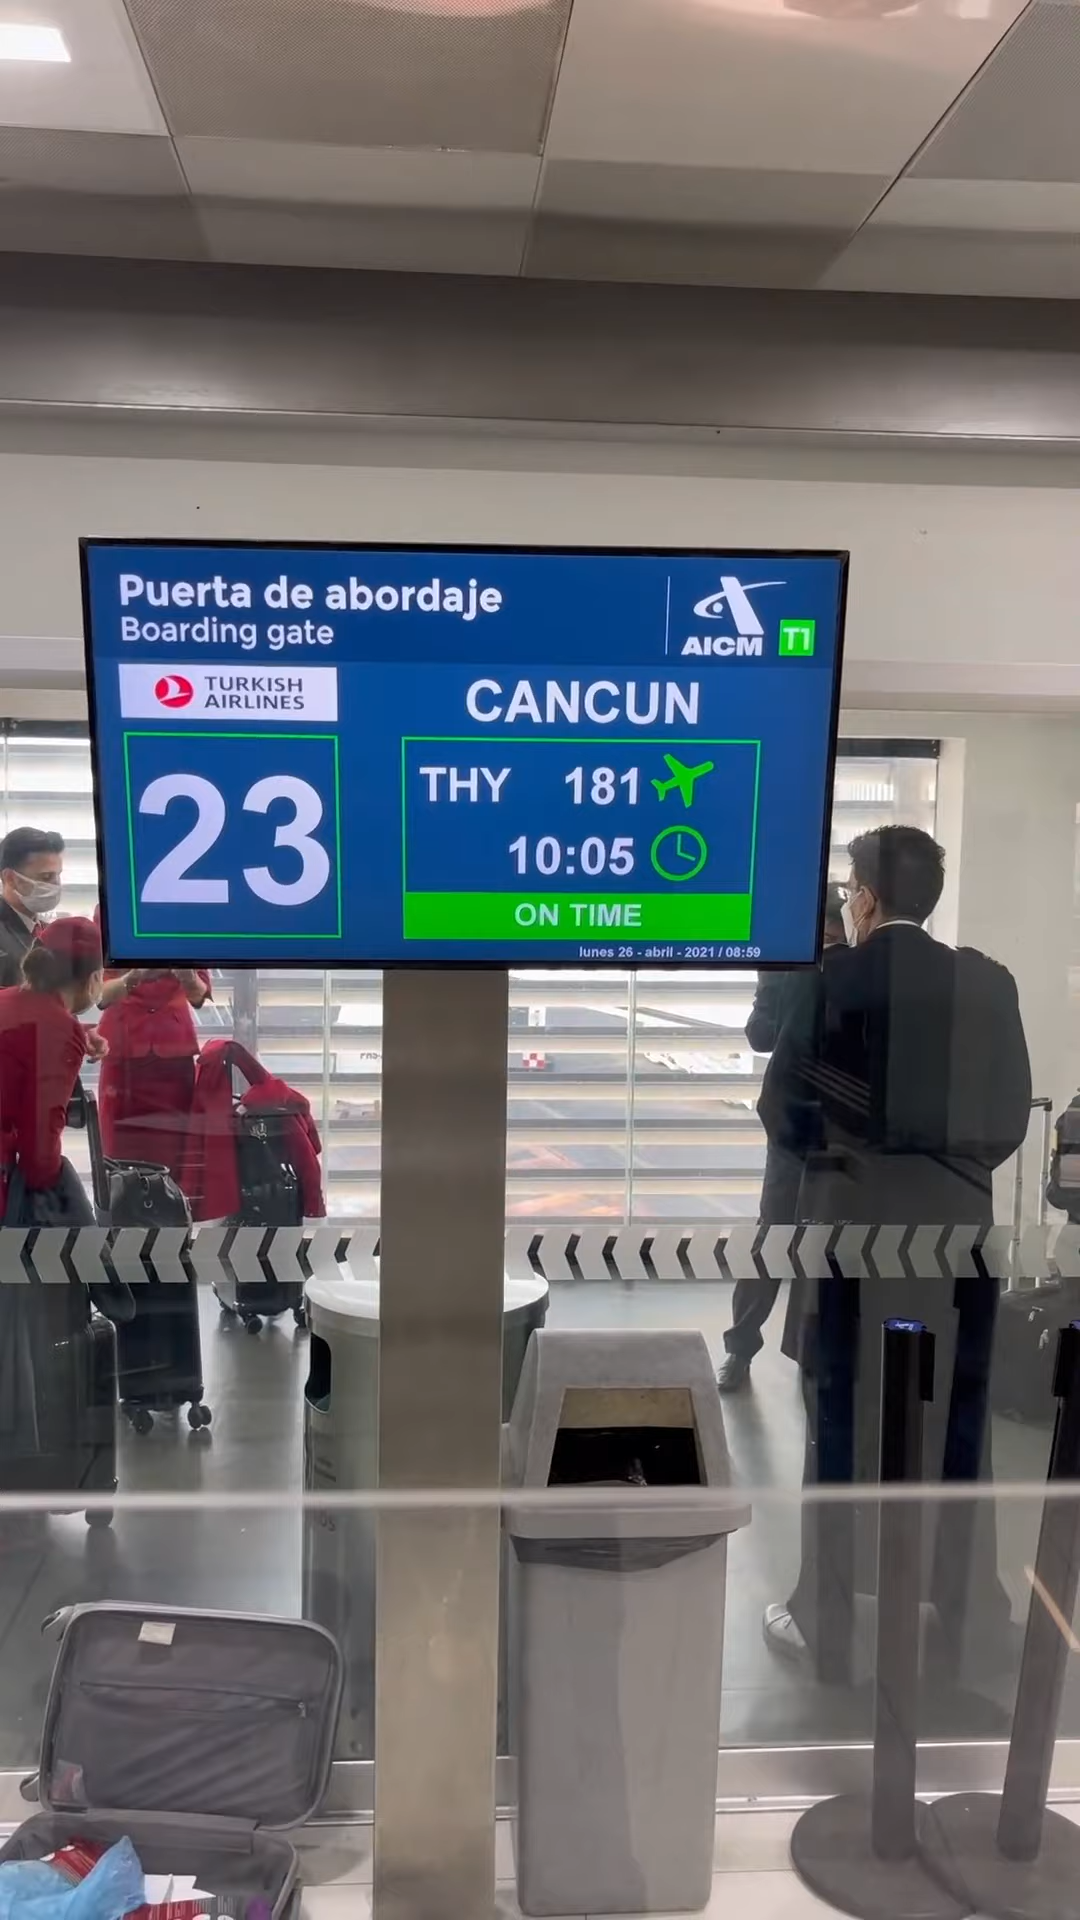 Puerta de abordaje
Boarding gate
AICM T1
TURKISH
AIRLINES
CANCUN
23
THY 181
10:05
ON TIME
lunes 26 - abril - 2021 / 08:59